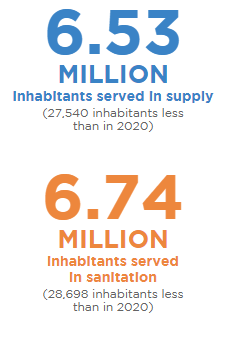 6.53
MILLION
Inhabitants served in supply
(27,540 inhabitants less
than in 2020)
6.74
MILLION
Inhabitants served
in sanitation
(28,698 inhabitants less
than in 2020)